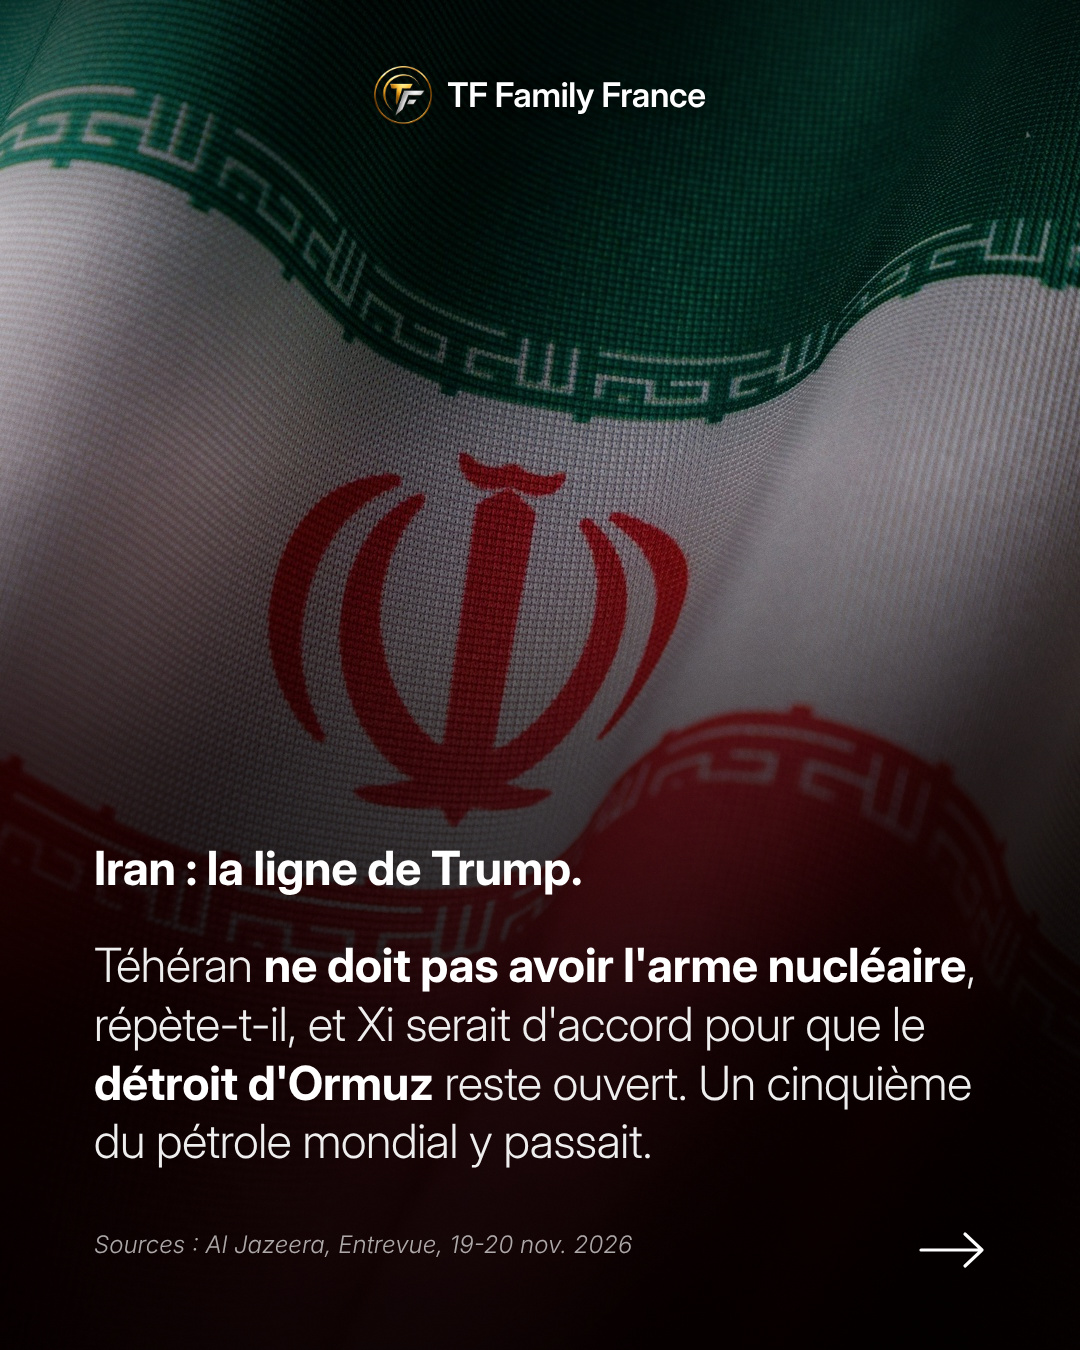 TF Family France
Iran : la ligne de Trump.
Téhéran ne doit pas avoir l'arme nucléaire,
répète-t-il, et Xi serait d'accord pour que le
détroit d'Ormuz reste ouvert. Un cinquième
du pétrole mondial y passait.
Sources : Al Jazeera, Entrevue, 19-20 nov. 2026